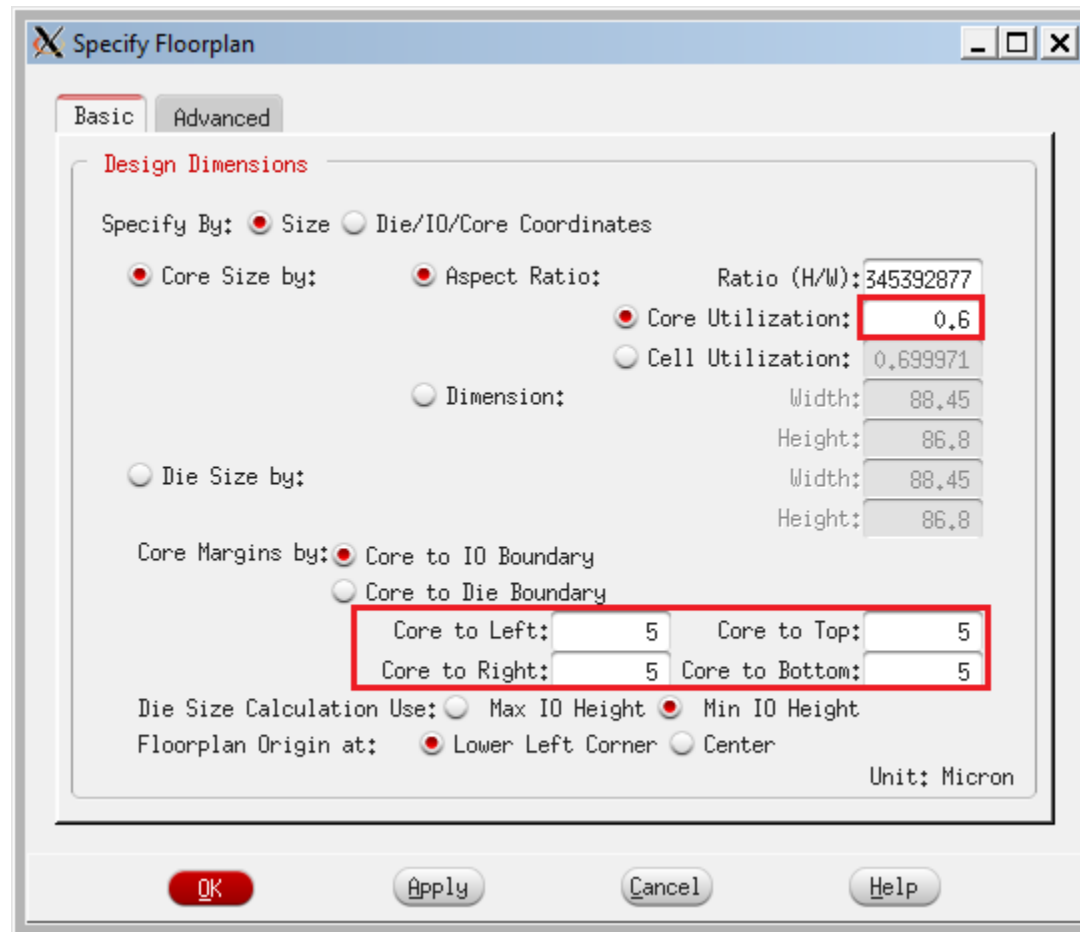 Specify Floorplan
Basic Advanced
Design Dimensions
Specify By: Size Die/IO/Core Coordinates
Core Size by: Aspect Ratio: Ratio (H/W): 345392877
Core Utilization: 0.6
Cell Utilization: 0.699971
Dimension: Width: 88.45
Height: 86.8
Die Size by: Width: 88.45
Height: 86.8
Core Margins by: Core to IO Boundary
Core to Die Boundary
Core to Left: 5 Core to Top: 5
Core to Right: 5 Core to Bottom: 5
Die Size Calculation Use: Max IO Height Min IO Height
Floorplan Origin at: Lower Left Corner Center
Unit: Micron
OK Apply Cancel Help